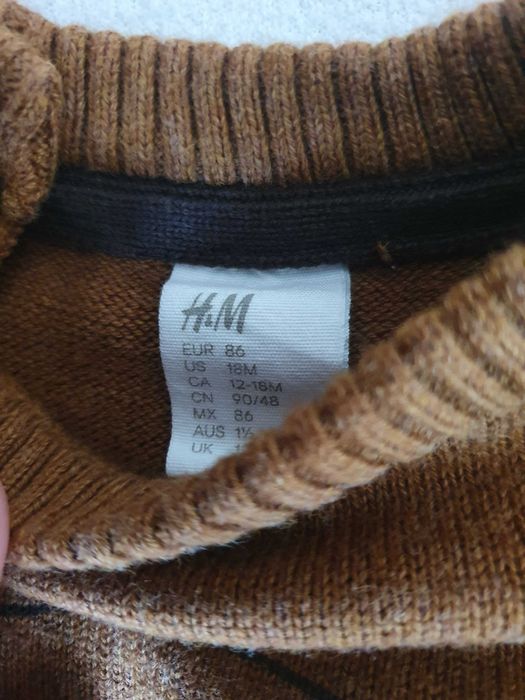 H&M
EUR 86
US 18M
CA 12-18M
CN 90/48
MX 86
AUS 1½
UK